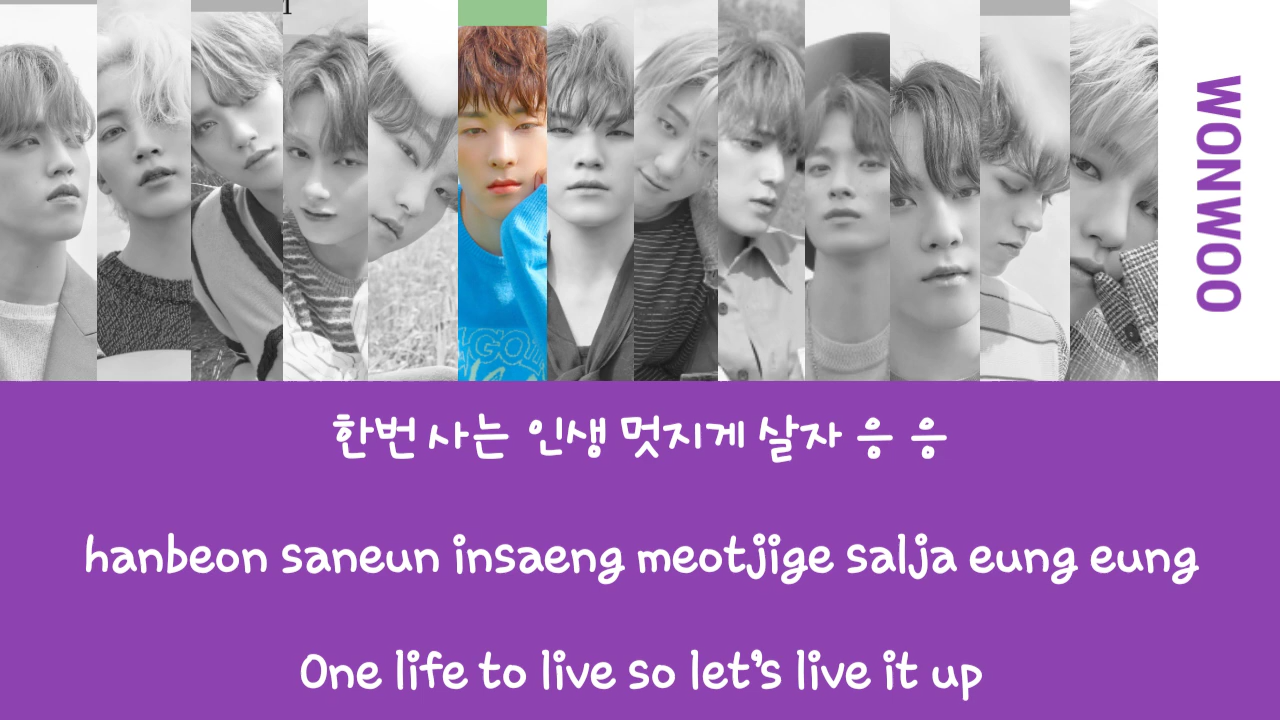 WONWOO
한번 사는 인생 멋지게 살자 응 응
hanbeon saneun insaeng meotjige salja eung eung
One life to live so let's live it up